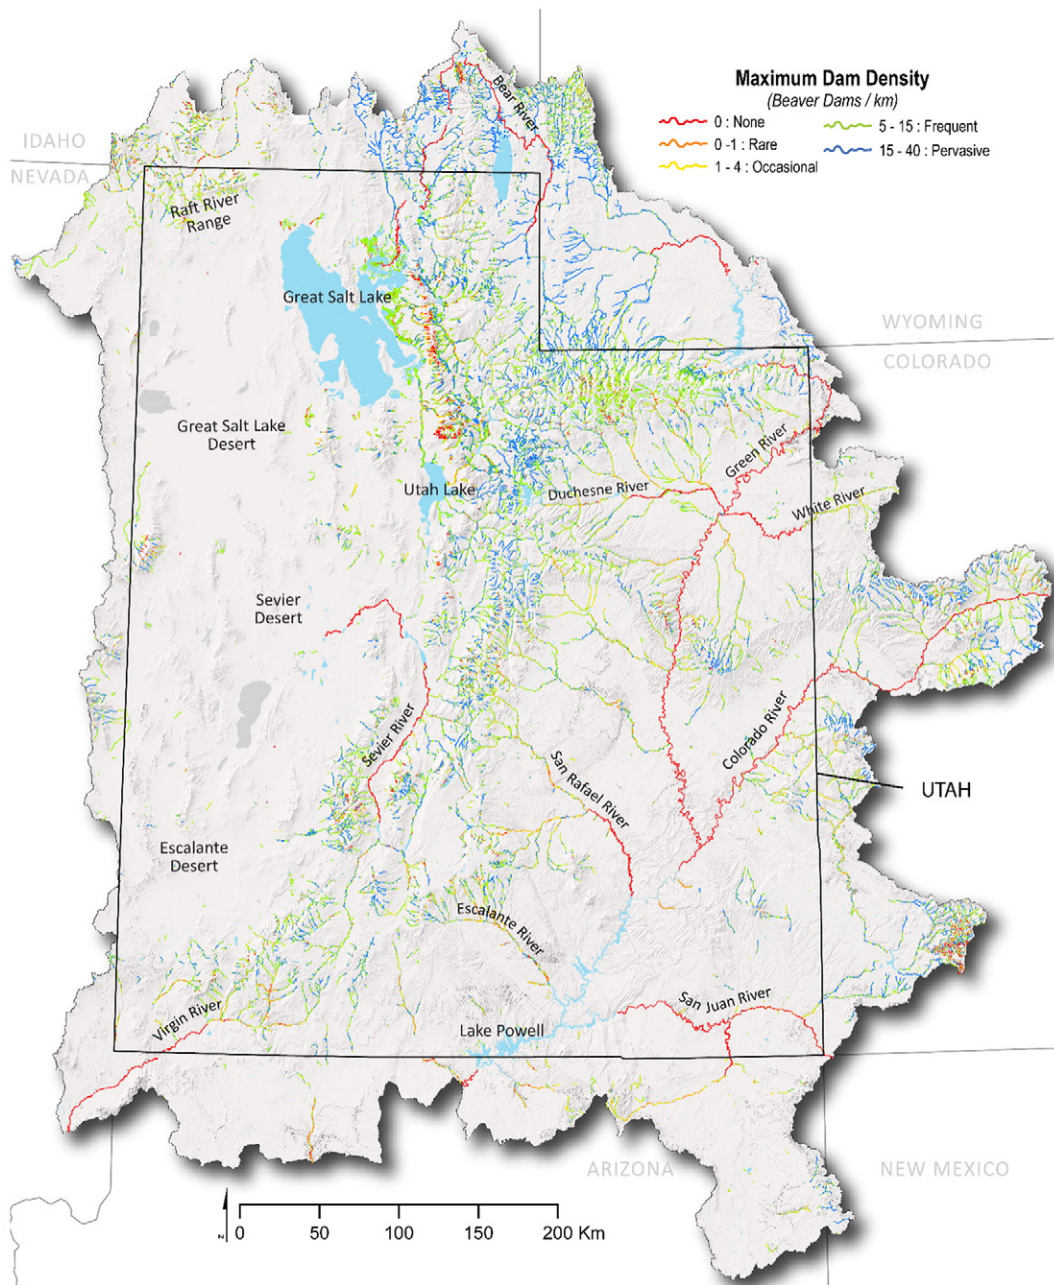 Maximum Dam Density
(Beaver Dams / km)
0 : None
5 - 15 : Frequent
0 -1 : Rare
15 - 40 : Pervasive
1 - 4 : Occasional
Bear River
IDAHO
NEVADA
Raft River
Range
Great Salt Lake
WYOMING
COLORADO
Great Salt Lake
Desert
Green River
Utah Lake
Duchesne River
White River
Sevier
Desert
Sevier River
Colorado River
San Rafael River
UTAH
Escalante
Desert
Escalante River
San Juan River
Virgin River
Lake Powell
ARIZONA
NEW MEXICO
N
0 50 100 150 200 Km